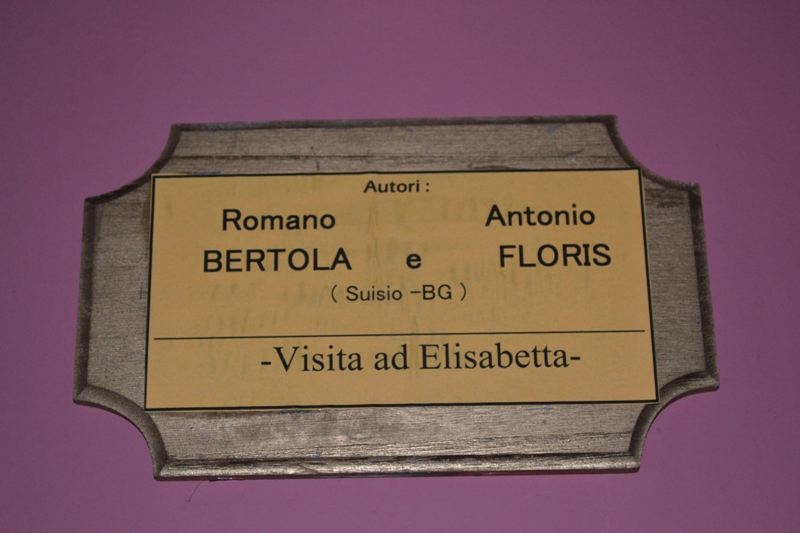 Autori :
Romano Antonio
BERTOLA e FLORIS
( Suisio -BG )
-Visita ad Elisabetta-